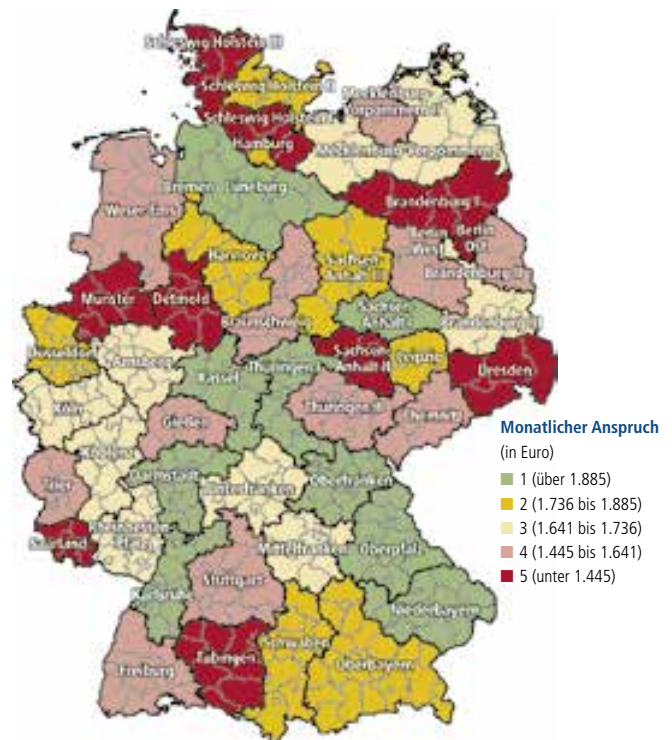 Schleswig Holstein III
Schleswig Holstein II
Schleswig Holstein I
Mecklenburg-
Vorpommern II
Hamburg
Mecklenburg-Vorpommern
Bremen
Lüneburg
Brandenburg I
Weser-Ems
Berlin
West
Berlin
Ost
Hannover
Sachsen-
Anhalt III
Brandenburg II
Münster
Detmold
Braunschweig
Sachsen-
Anhalt
Brandenburg III
Düsseldorf
Arnsberg
Kassel
Thüringen I
Sachsen-
Anhalt II
Leipzig
Dresden
Köln
Gießen
Thüringen II
Chemnitz
Koblenz
Trier
Darmstadt
Unterfranken
Oberfranken
Saarland
Rheinhessen-
Pfalz
Mittelfranken
Oberpfalz
Stuttgart
Karlsruhe
Niederbayern
Schwaben
Tübingen
Oberbayern
Freiburg
Monatlicher Anspruch
(in Euro)
1 (über 1.885)
2 (1.736 bis 1.885)
3 (1.641 bis 1.736)
4 (1.445 bis 1.641)
5 (unter 1.445)